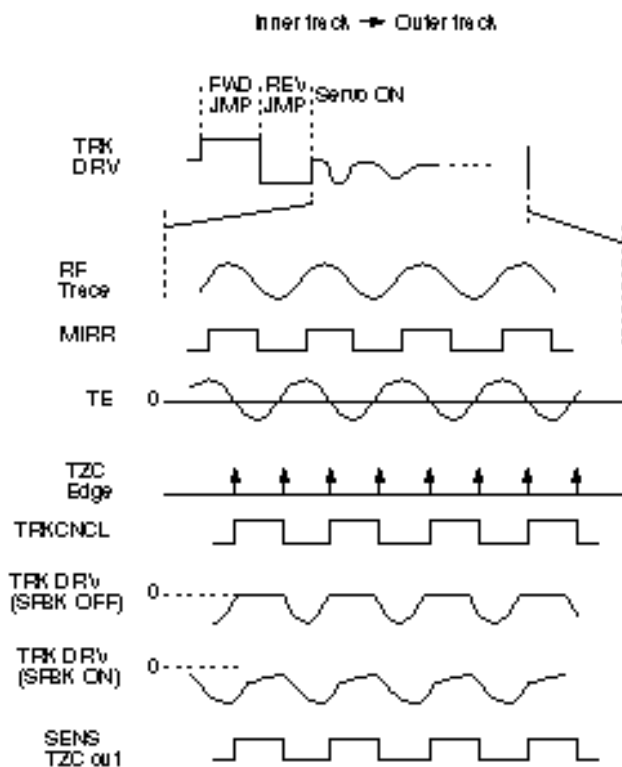 Inner track → Outer track
FWD REV
JMP JMP Servo ON
TRK
DRV
RF
Trace
MIRR
TE 0
TZC
Edge
TRKCNCL
TRK DRV
(SFBK OFF) 0
TRK DRV
(SFBK ON) 0
SENS
TZC out